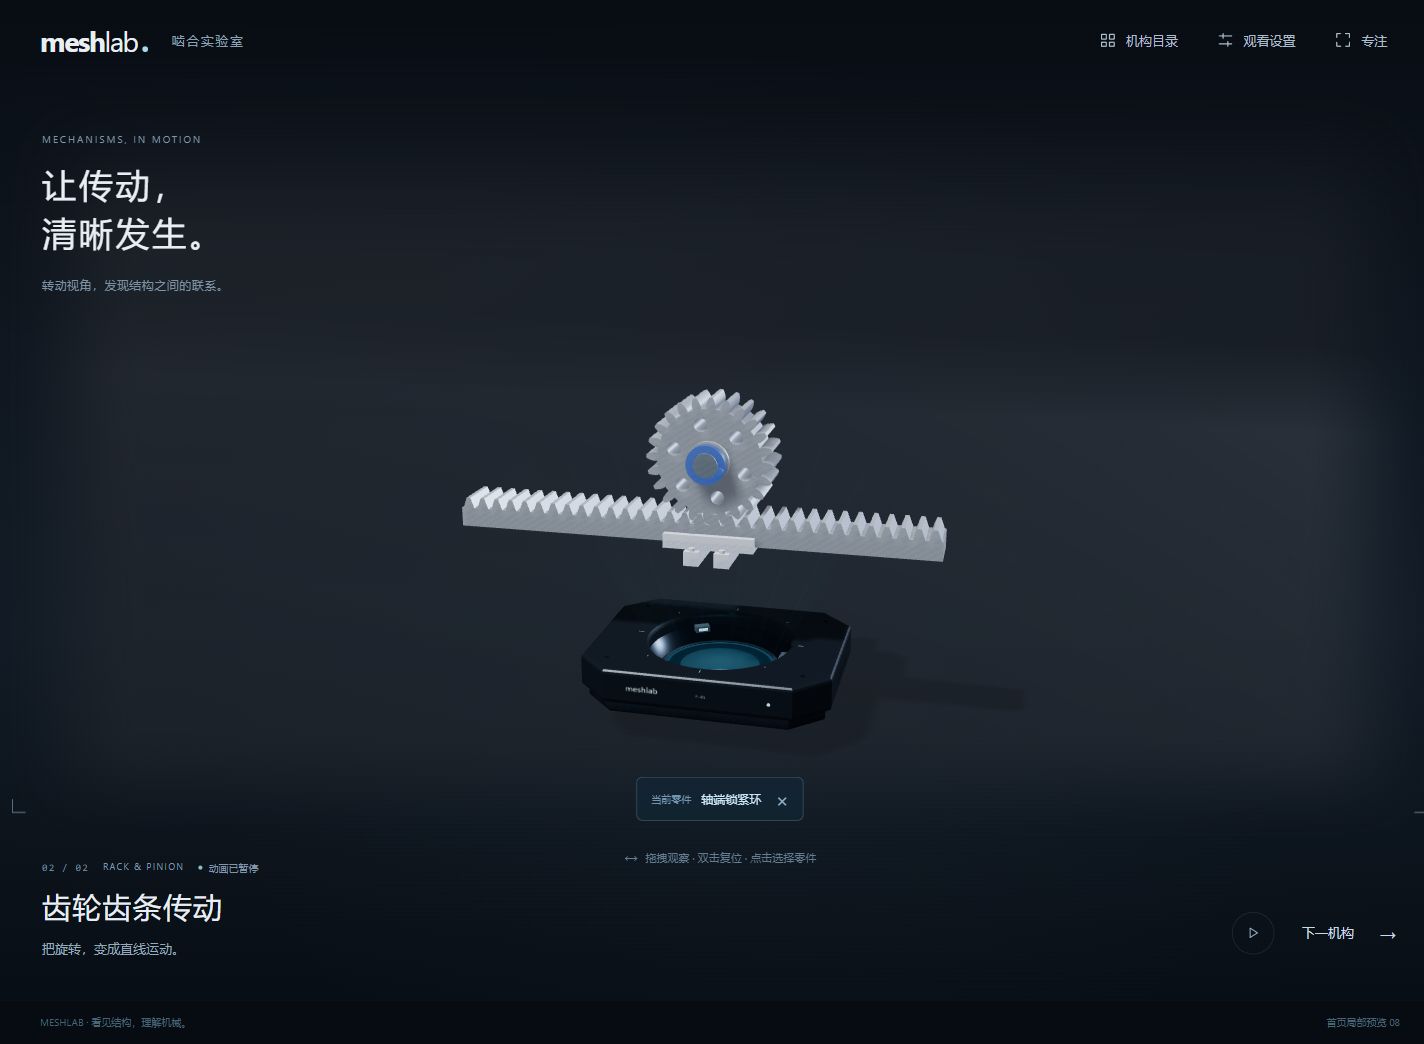 meshlab. 啮合实验室
机构目录 观看设置 专注
MECHANISMS, IN MOTION
让传动，
清晰发生。
转动视角，发现结构之间的联系。
meshlab
当前零件 轴端锁紧环 ×
↔ 拖拽观察 · 双击复位 · 点击选择零件
02 / 02 RACK & PINION • 动画已暂停
齿轮齿条传动
把旋转，变成直线运动。
下一机构 →
MESHLAB · 看见结构，理解机械。
首页局部预览 08